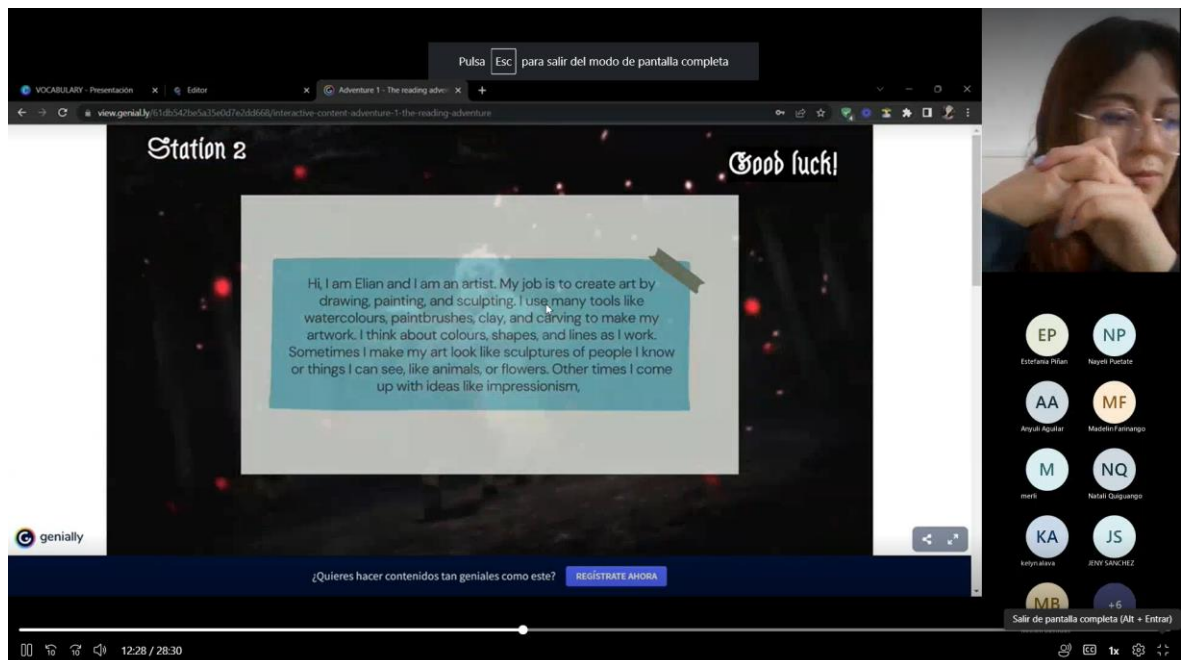 Pulsa Esc para salir del modo de pantalla completa
VOCABULARY - Presentación
Editor
Adventure 1 - The reading adve
view.genial.ly/61db542be5a35e0d7e2dd668/interactive-content-adventure-1-the-reading-adventure
Station 2
Good luck!
Hi, I am Elian and I am an artist. My job is to create art by
drawing, painting, and sculpting. I use many tools like
watercolours, paintbrushes, clay, and carving to make my
artwork. I think about colours, shapes, and lines as I work.
Sometimes I make my art look like sculptures of people I know
or things I can see, like animals, or flowers. Other times I come
up with ideas like impressionism,
genially
¿Quieres hacer contenidos tan geniales como este? REGÍSTRATE AHORA
EP NP
Estefania Piñan Nayeli Puetate
AA MF
Anyuli Aguilar Madelin Farinango
M NQ
merli Natali Quiguango
KA JS
kelyn alava JENY SANCHEZ
MB +6
Salir de pantalla completa (Alt + Entrar)
10 10 12:28 / 28:30
CC 1x